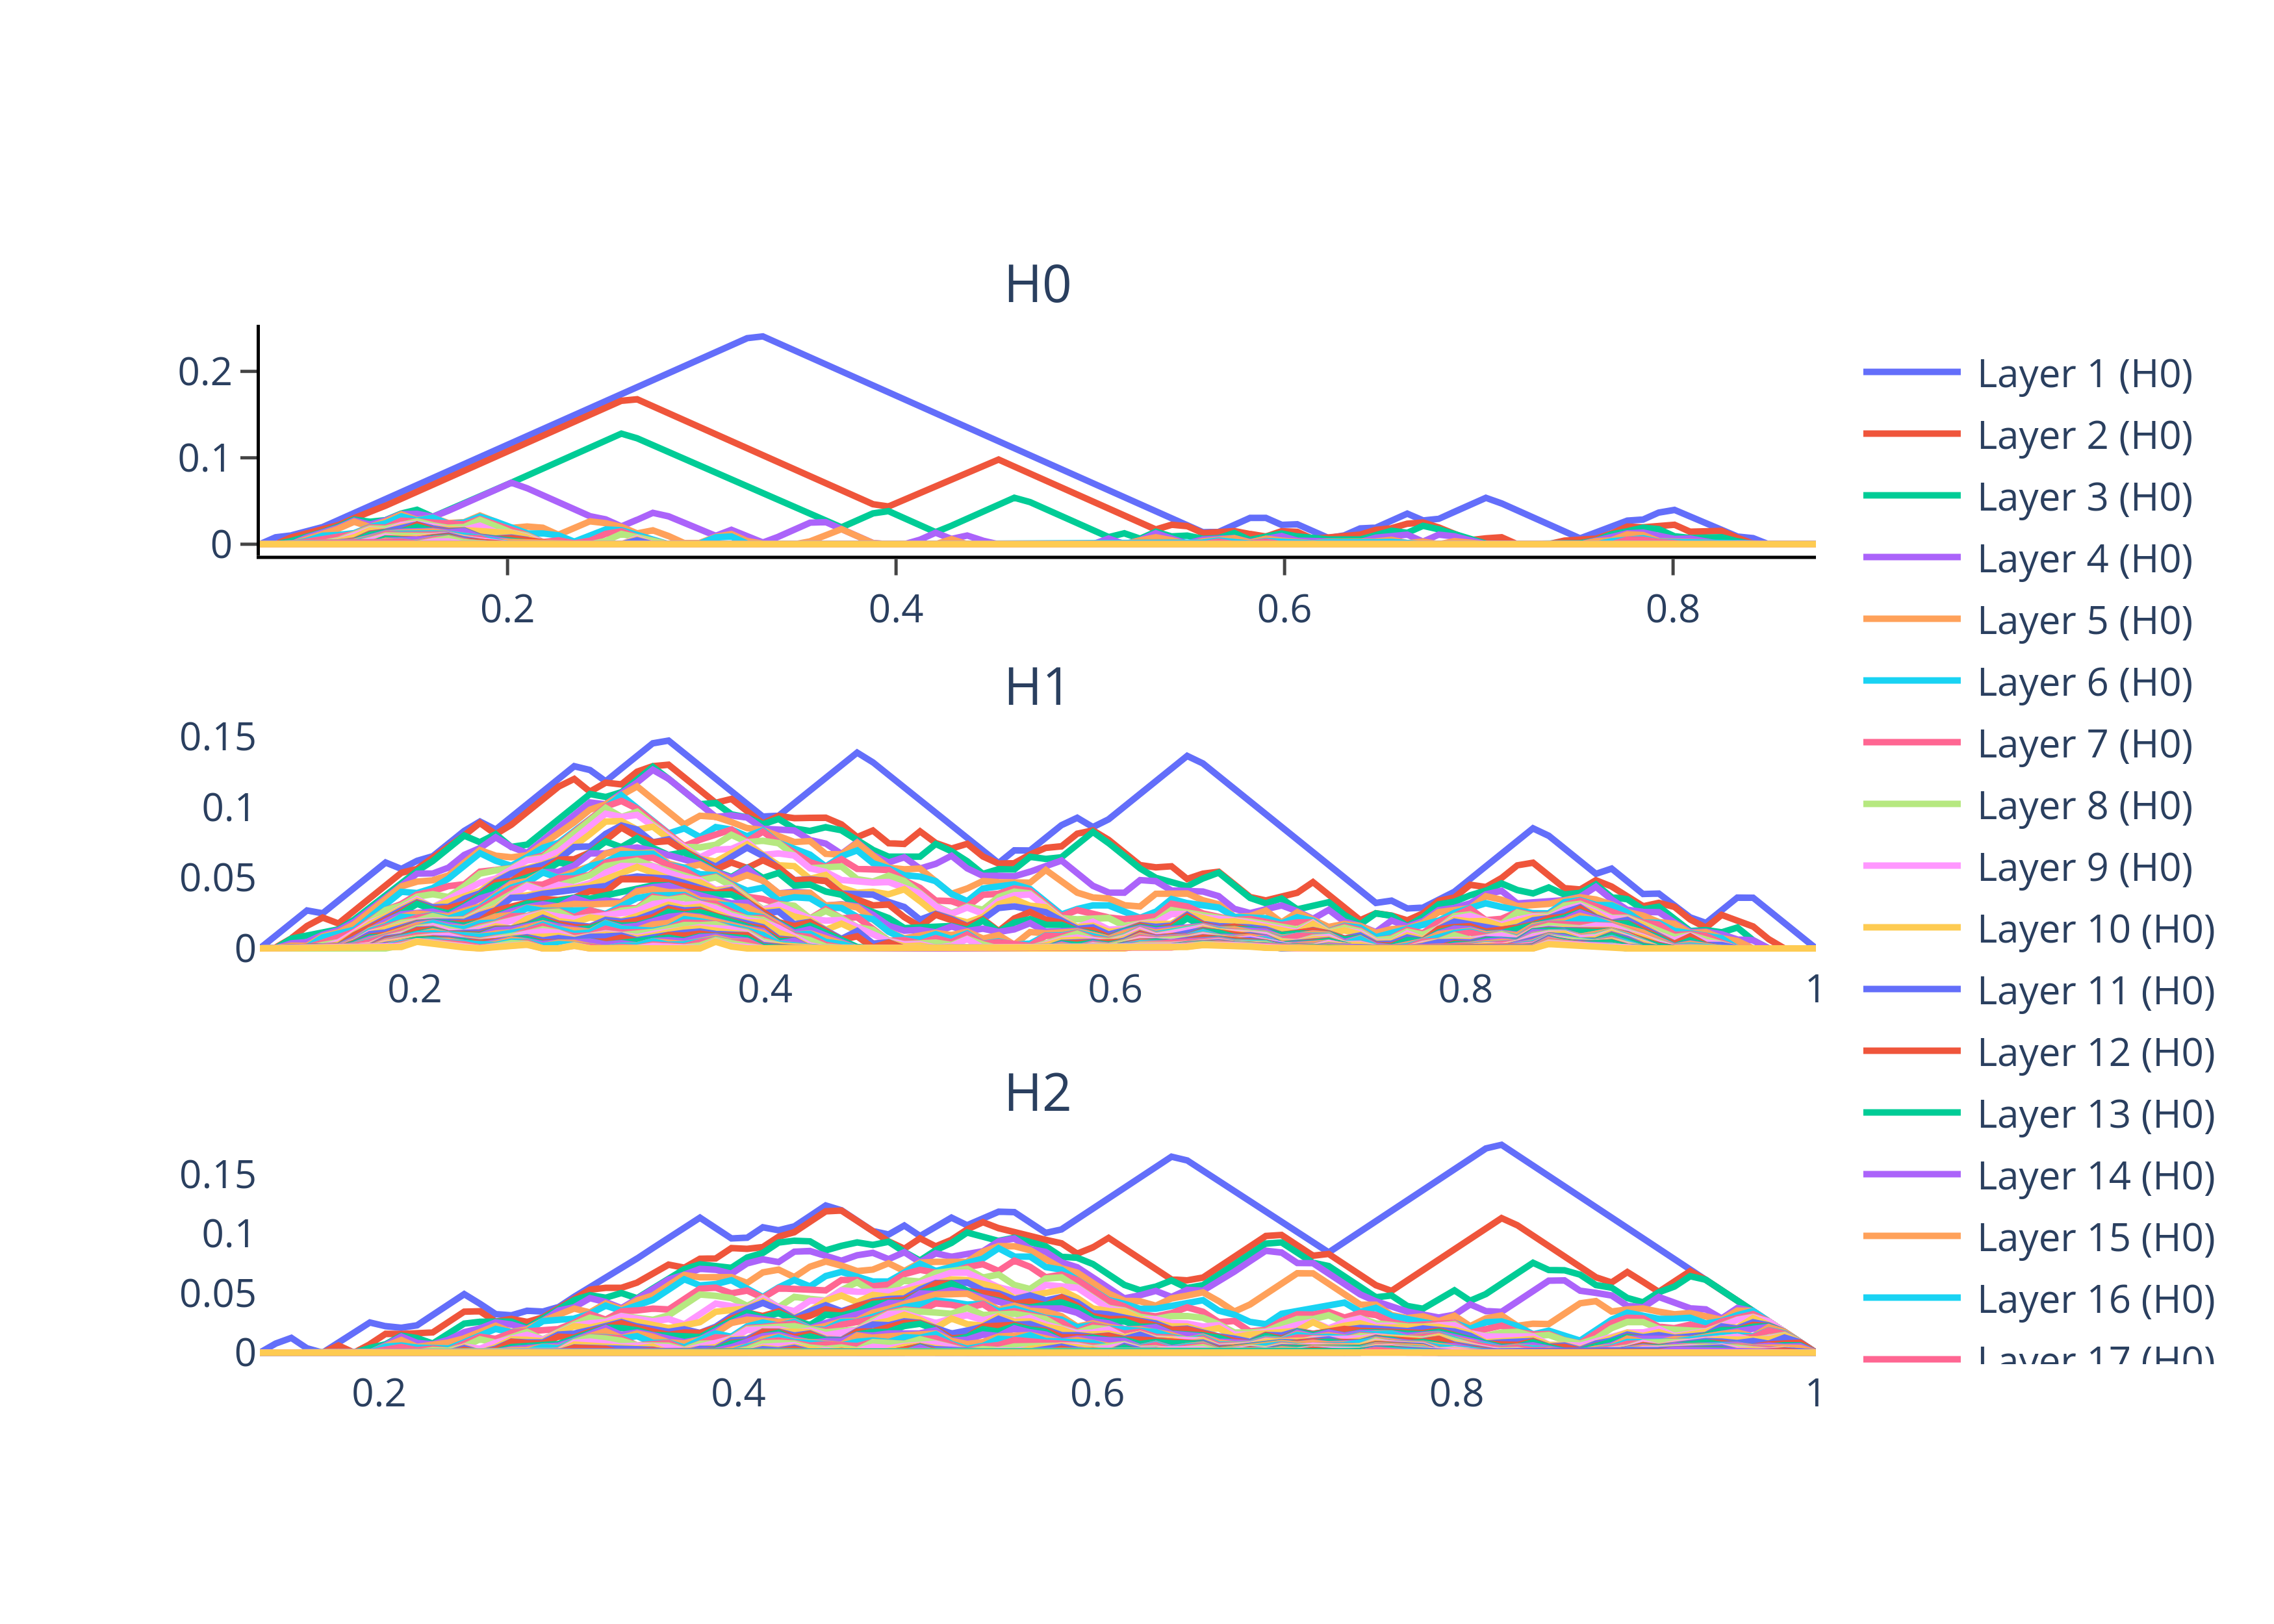 H0
0.2
0.1
0
0.2 0.4 0.6 0.8
H1
0.15
0.1
0.05
0
0.2 0.4 0.6 0.8 1
H2
0.15
0.1
0.05
0
0.2 0.4 0.6 0.8 1
Layer 1 (H0)
Layer 2 (H0)
Layer 3 (H0)
Layer 4 (H0)
Layer 5 (H0)
Layer 6 (H0)
Layer 7 (H0)
Layer 8 (H0)
Layer 9 (H0)
Layer 10 (H0)
Layer 11 (H0)
Layer 12 (H0)
Layer 13 (H0)
Layer 14 (H0)
Layer 15 (H0)
Layer 16 (H0)
Layer 17 (H0)